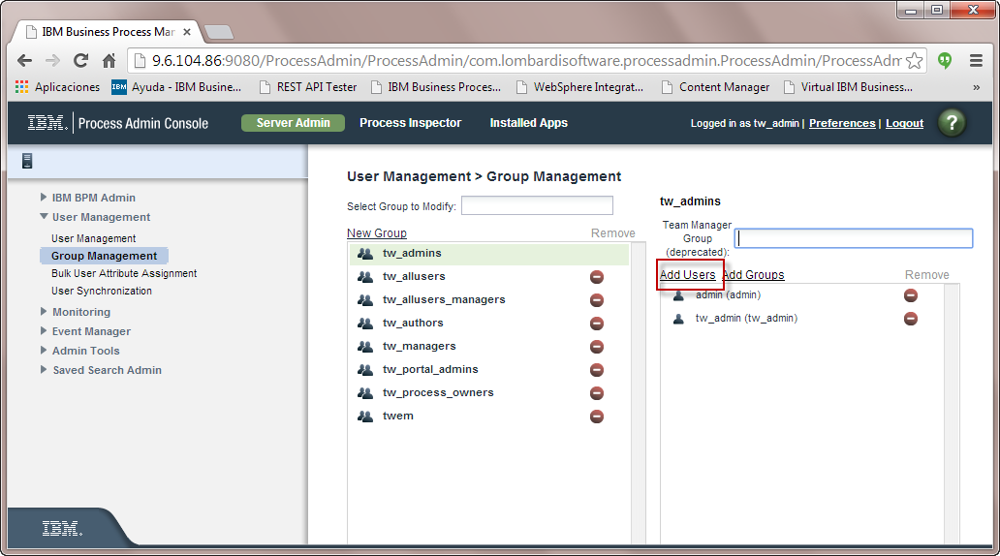 IBM Business Process Mar
9.6.104.86:9080/ProcessAdmin/ProcessAdmin/com.lombardisoftware.processadmin.ProcessAdmin/ProcessAdm
Aplicaciones IBM Ayuda - IBM Busine... REST API Tester IBM Business Proces... WebSphere Integrat... Content Manager Virtual IBM Business... »
IBM. Process Admin Console Server Admin Process Inspector Installed Apps Logged in as tw_admin | Preferences | Logout ?
IBM BPM Admin
User Management
User Management
Group Management
Bulk User Attribute Assignment
User Synchronization
Monitoring
Event Manager
Admin Tools
Saved Search Admin
IBM.
User Management > Group Management
Select Group to Modify:
New Group Remove
tw_admins
tw_allusers
tw_allusers_managers
tw_authors
tw_managers
tw_portal_admins
tw_process_owners
twem
tw_admins
Team Manager
Group
(deprecated):
Add Users Add Groups Remove
admin (admin)
tw_admin (tw_admin)